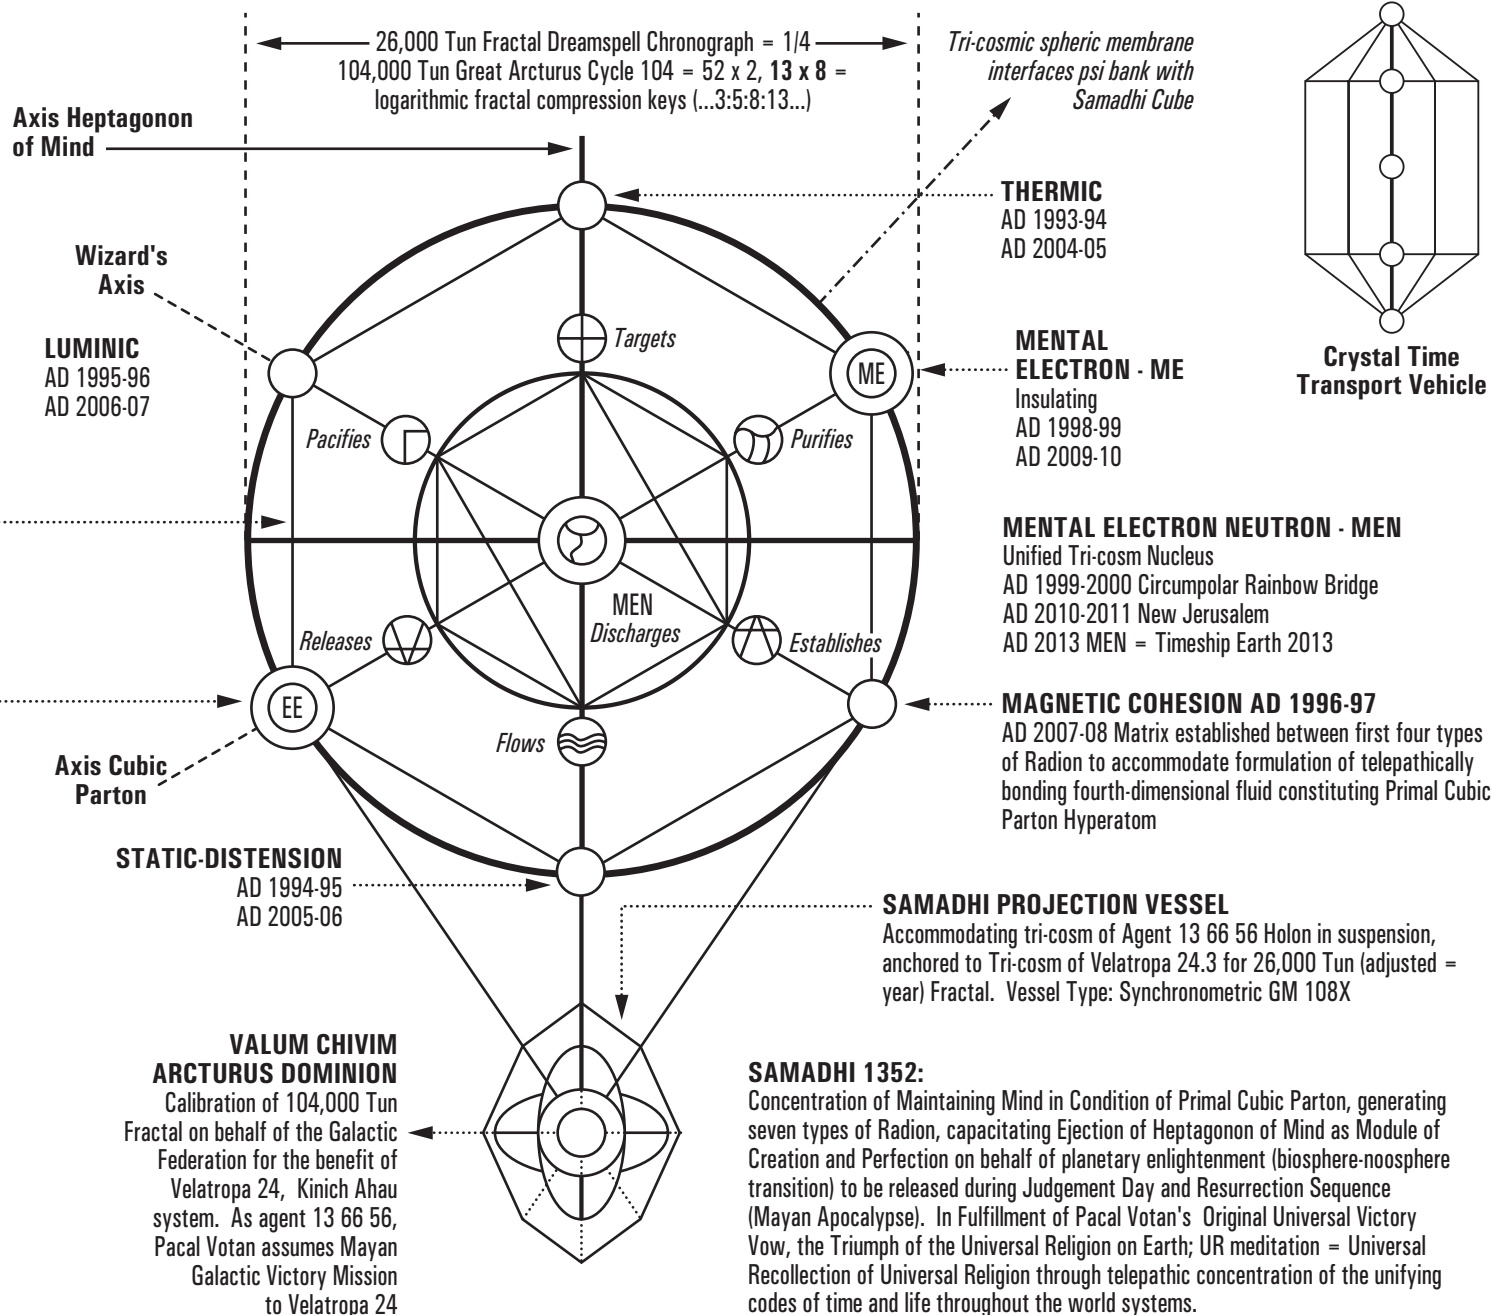 26,000 Tun Fractal Dreamspell Chronograph = 1/4
104,000 Tun Great Arcturus Cycle 104 = 52 x 2, 13 x 8 =
logarithmic fractal compression keys (...3:5:8:13...)
Tri-cosmic spheric membrane
interfaces psi bank with
Samadhi Cube
Axis Heptagonon
of Mind
THERMIC
AD 1993-94
AD 2004-05
Wizard's
Axis
LUMINIC
AD 1995-96
AD 2006-07
Targets
ME
MENTAL
ELECTRON - ME
Insulating
AD 1998-99
AD 2009-10
Crystal Time
Transport Vehicle
Pacifies
Purifies
MENTAL ELECTRON NEUTRON - MEN
Unified Tri-cosm Nucleus
AD 1999-2000 Circumpolar Rainbow Bridge
AD 2010-2011 New Jerusalem
AD 2013 MEN = Timeship Earth 2013
MEN
Discharges
Releases
Establishes
EE
Flows
MAGNETIC COHESION AD 1996-97
AD 2007-08 Matrix established between first four types
of Radion to accommodate formulation of telepathically
bonding fourth-dimensional fluid constituting Primal Cubic
Parton Hyperatom
Axis Cubic
Parton
STATIC-DISTENSION
AD 1994-95
AD 2005-06
SAMADHI PROJECTION VESSEL
Accommodating tri-cosm of Agent 13 66 56 Holon in suspension,
anchored to Tri-cosm of Velatropa 24.3 for 26,000 Tun (adjusted =
year) Fractal. Vessel Type: Synchronometric GM 108X
VALUM CHIVIM
ARCTURUS DOMINION
Calibration of 104,000 Tun
Fractal on behalf of the Galactic
Federation for the benefit of
Velatropa 24, Kinich Ahau
system. As agent 13 66 56,
Pacal Votan assumes Mayan
Galactic Victory Mission
to Velatropa 24
SAMADHI 1352:
Concentration of Maintaining Mind in Condition of Primal Cubic Parton, generating
seven types of Radion, capacitating Ejection of Heptagonon of Mind as Module of
Creation and Perfection on behalf of planetary enlightenment (biosphere-noosphere
transition) to be released during Judgement Day and Resurrection Sequence
(Mayan Apocalypse). In Fulfillment of Pacal Votan's Original Universal Victory
Vow, the Triumph of the Universal Religion on Earth; UR meditation = Universal
Recollection of Universal Religion through telepathic concentration of the unifying
codes of time and life throughout the world systems.